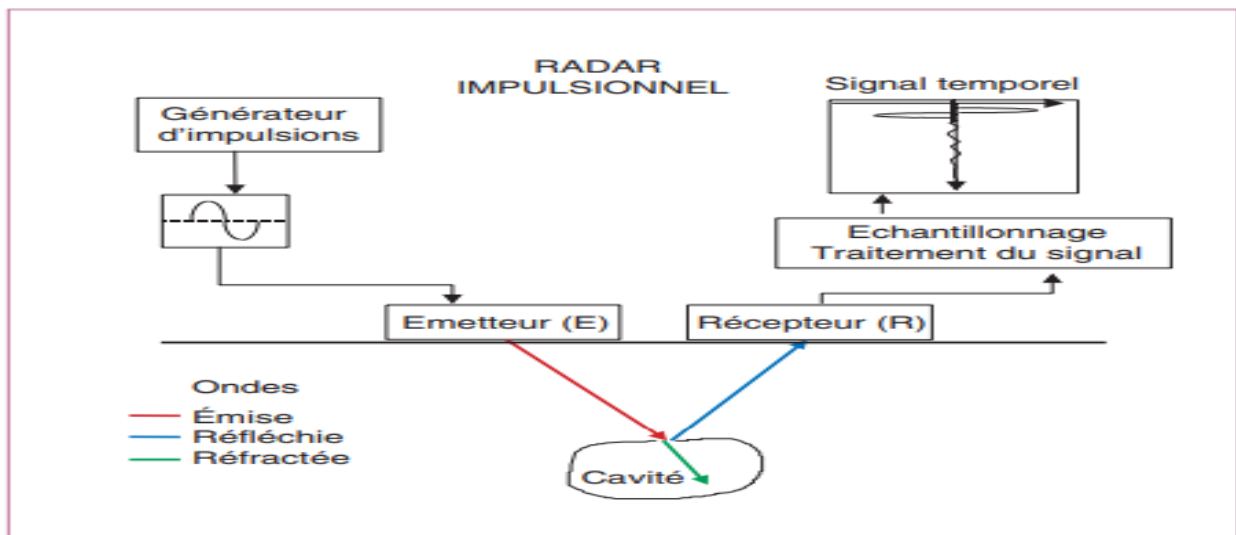 RADAR
IMPULSIONNEL
Signal temporel
Générateur
d'impulsions
Echantillonnage
Traitement du signal
Emetteur (E)
Récepteur (R)
Ondes
Émise
Réfléchie
Réfractée
Cavité